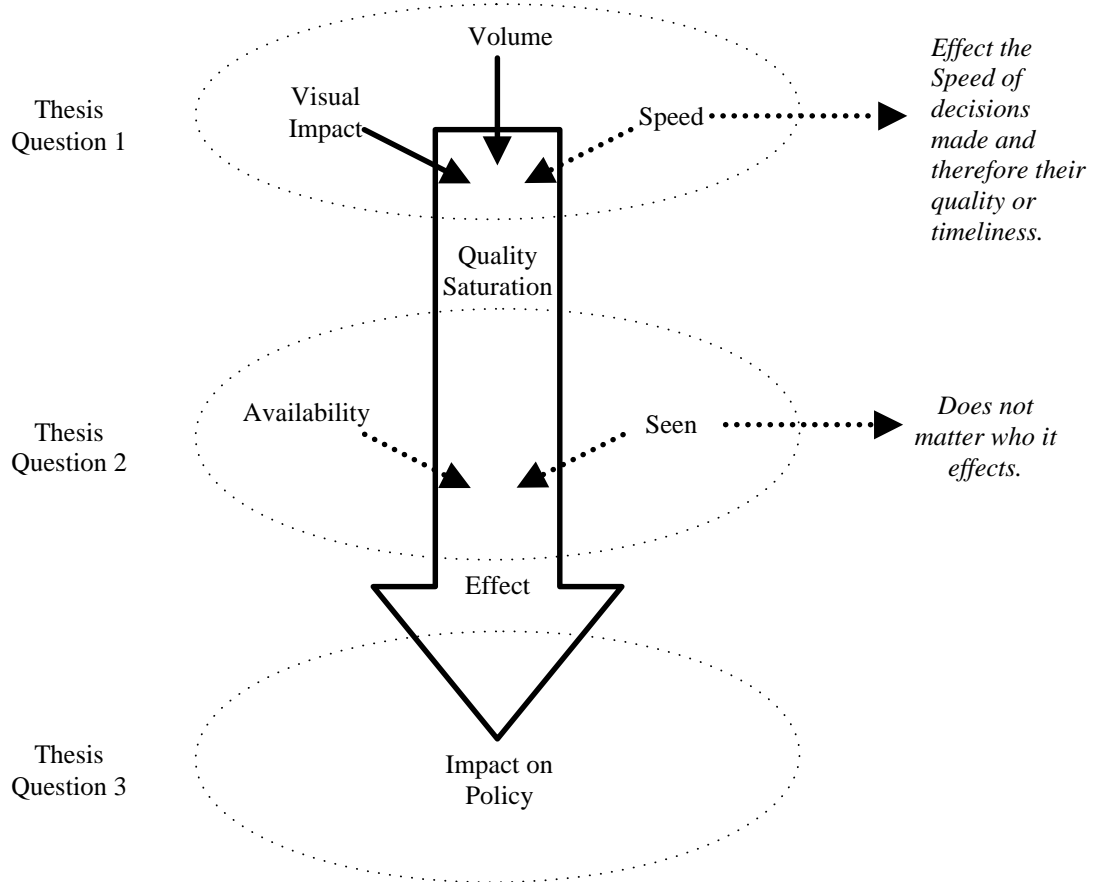 Volume
Effect the
Speed of
decisions
made and
therefore their
quality or
timeliness.
Thesis
Question 1
Visual
Impact
Speed
Quality
Saturation
Thesis
Question 2
Availability
Seen
Does not
matter who it
effects.
Effect
Thesis
Question 3
Impact on
Policy